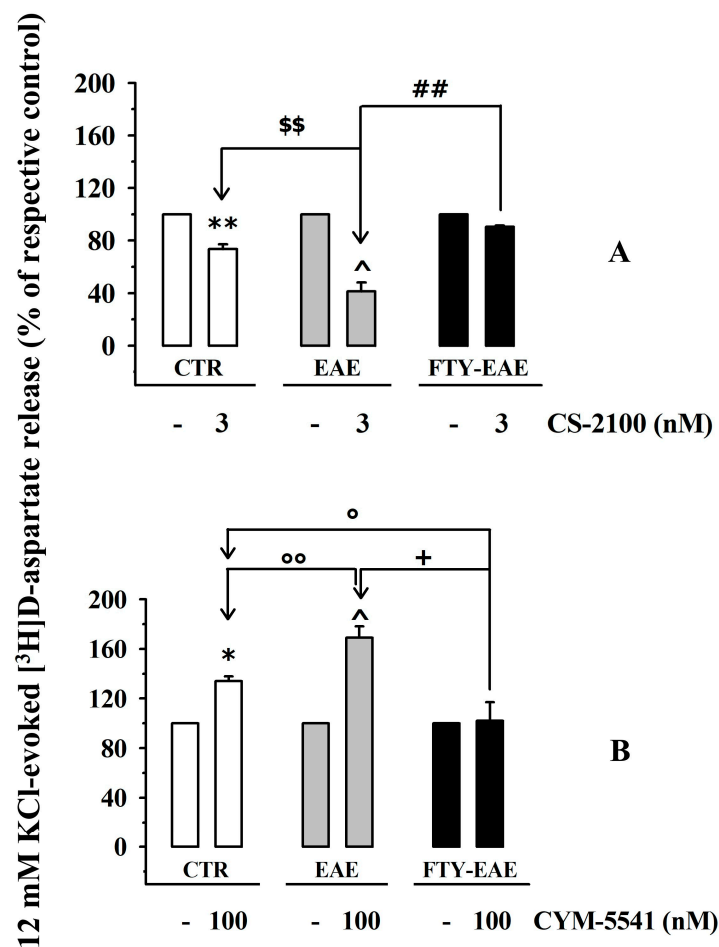 12 mM KCl-evoked [³H]D-aspartate release (% of respective control)
200
160
120
80
40
0
$$
##
**
^
A
CTR EAE FTY-EAE
- 3 - 3 - 3 CS-2100 (nM)
°
°° +
200
160
120
80
40
0
*
^
B
CTR EAE FTY-EAE
- 100 - 100 - 100 CYM-5541 (nM)